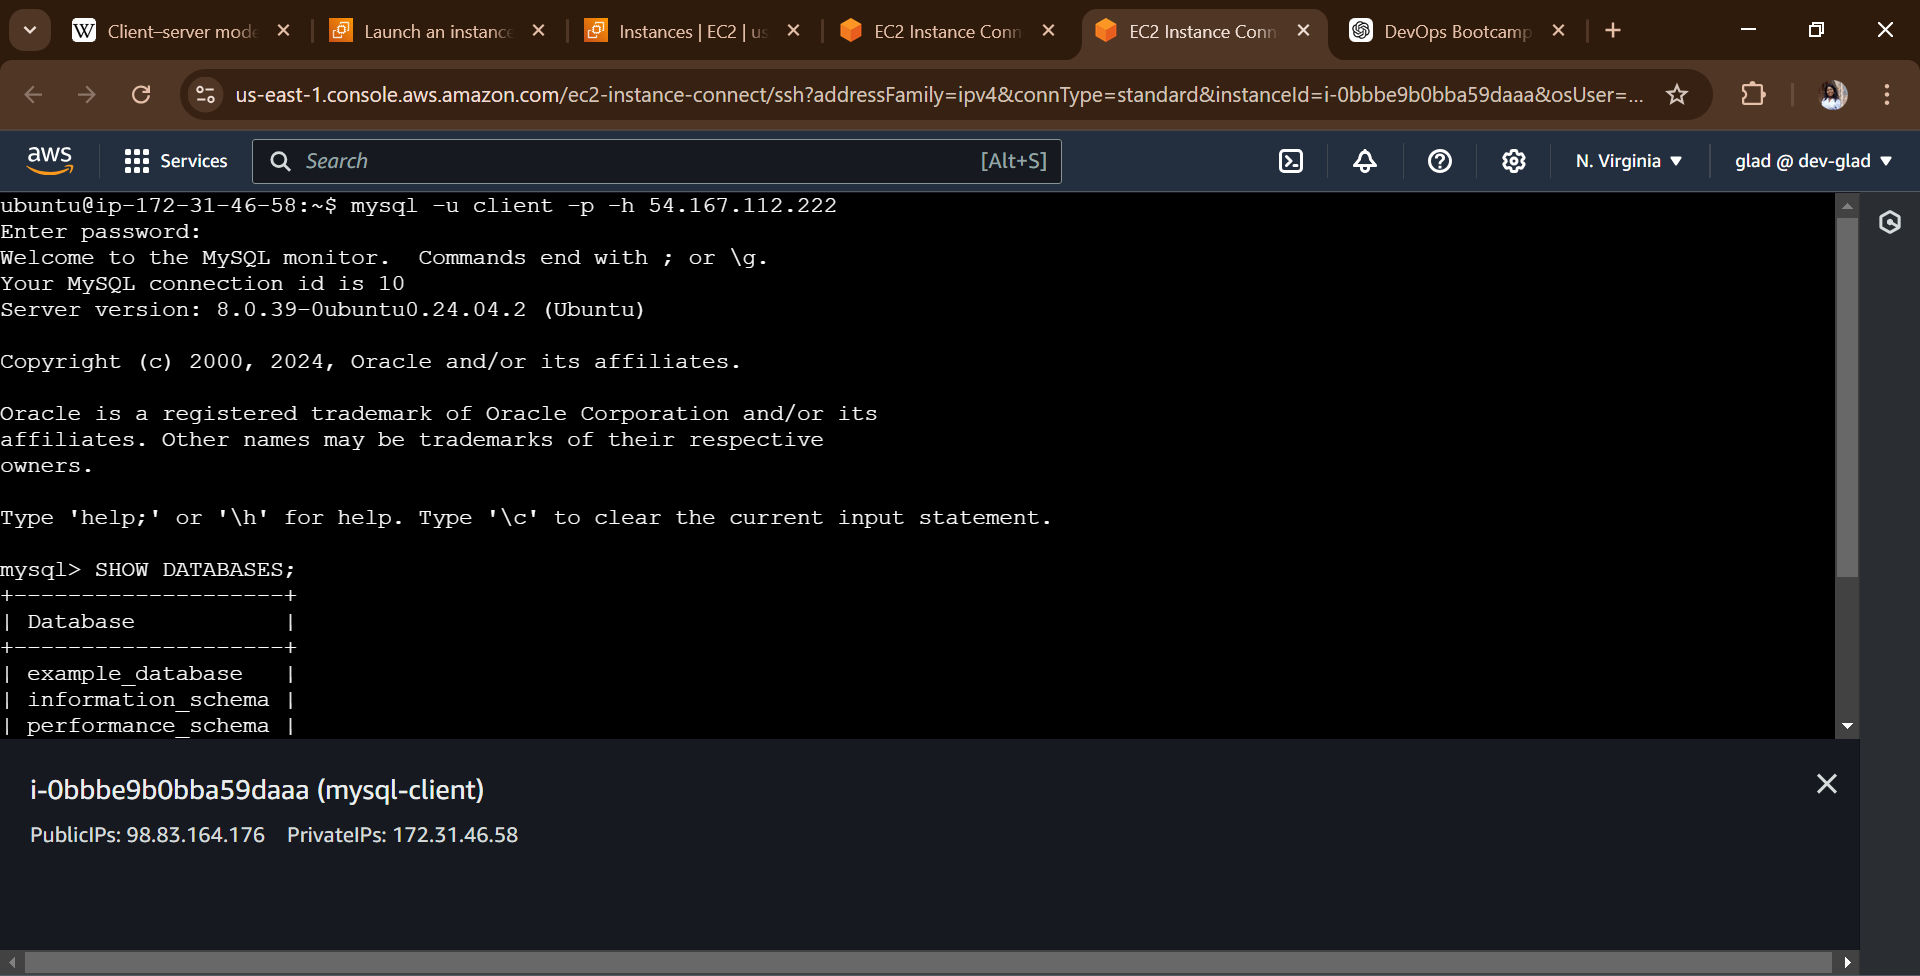 Client–server mode
Launch an instance
Instances | EC2 | us
EC2 Instance Conn
EC2 Instance Conn
DevOps Bootcamp
us-east-1.console.aws.amazon.com/ec2-instance-connect/ssh?addressFamily=ipv4&connType=standard&instanceId=i-0bbbe9b0bba59daaa&osUser=...
aws
Services
Search
[Alt+S]
N. Virginia
glad @ dev-glad
ubuntu@ip-172-31-46-58:~$ mysql -u client -p -h 54.167.112.222
Enter password:
Welcome to the MySQL monitor.  Commands end with ; or \g.
Your MySQL connection id is 10
Server version: 8.0.39-0ubuntu0.24.04.2 (Ubuntu)
Copyright (c) 2000, 2024, Oracle and/or its affiliates.
Oracle is a registered trademark of Oracle Corporation and/or its
affiliates. Other names may be trademarks of their respective
owners.
Type 'help;' or '\h' for help. Type '\c' to clear the current input statement.
mysql> SHOW DATABASES;
+--------------------+
| Database           |
+--------------------+
| example_database   |
| information_schema |
| performance_schema |
i-0bbbe9b0bba59daaa (mysql-client)
PublicIPs: 98.83.164.176 PrivateIPs: 172.31.46.58